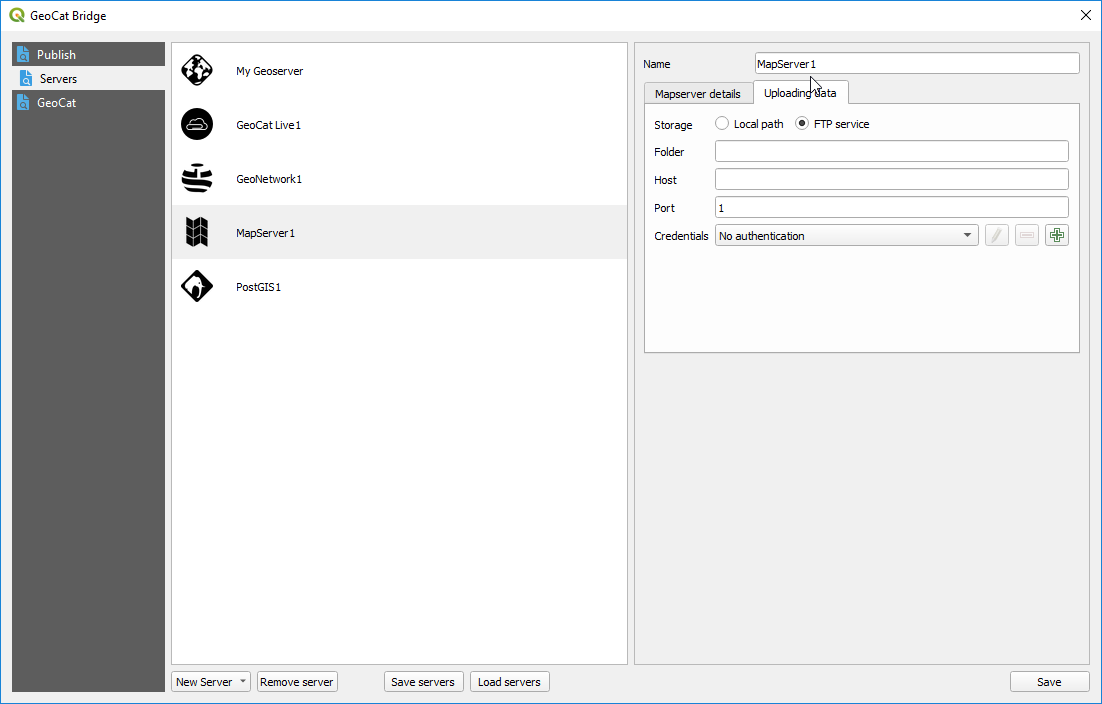 GeoCat Bridge
Publish
Servers
GeoCat
My Geoserver
GeoCat Live1
GeoNetwork1
MapServer1
PostGIS1
Name MapServer1
Mapserver details Uploading data
Storage Local path FTP service
Folder
Host
Port 1
Credentials No authentication
New Server Remove server Save servers Load servers Save